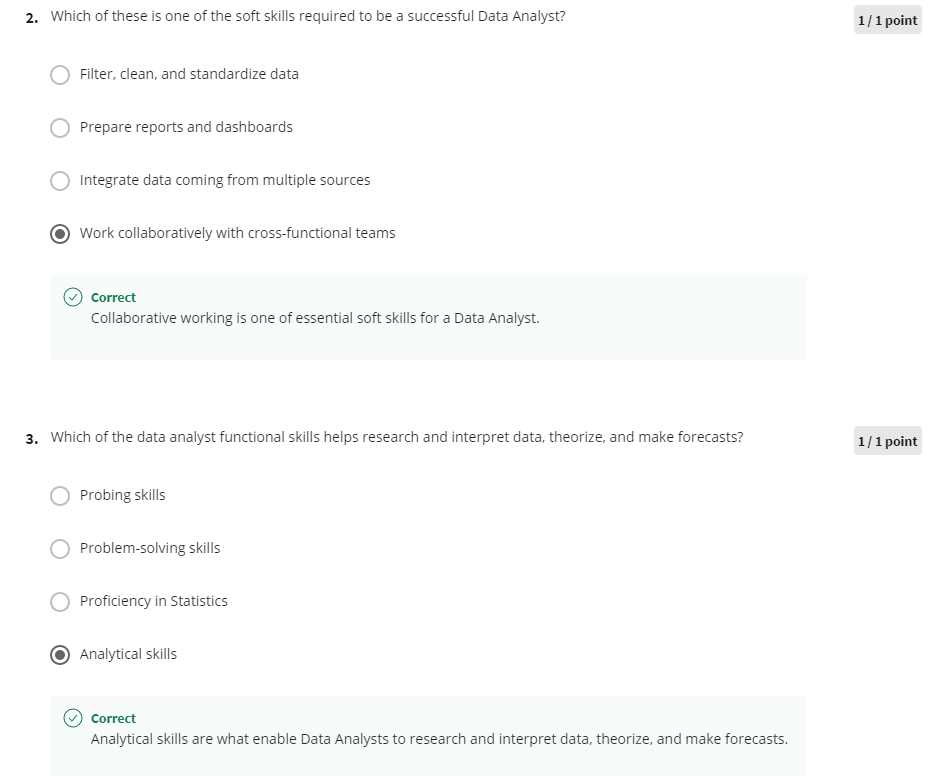 2. Which of these is one of the soft skills required to be a successful Data Analyst?
1 / 1 point
Filter, clean, and standardize data
Prepare reports and dashboards
Integrate data coming from multiple sources
Work collaboratively with cross-functional teams
Correct
Collaborative working is one of essential soft skills for a Data Analyst.
3. Which of the data analyst functional skills helps research and interpret data, theorize, and make forecasts?
1 / 1 point
Probing skills
Problem-solving skills
Proficiency in Statistics
Analytical skills
Correct
Analytical skills are what enable Data Analysts to research and interpret data, theorize, and make forecasts.